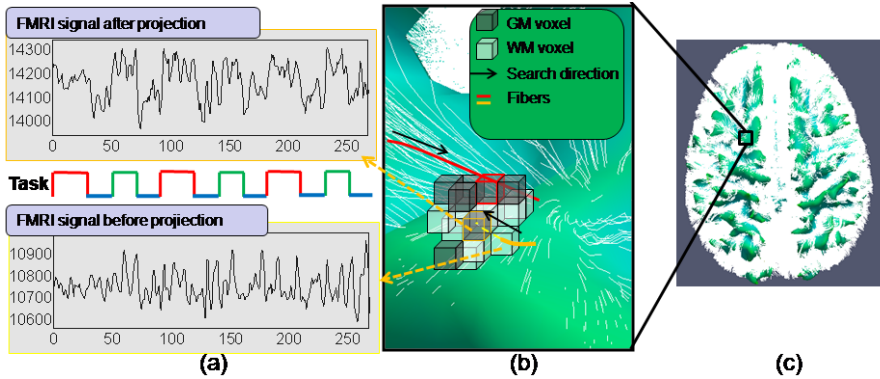 FMRI signal after projection
14300
14200
14100
14000
0 50 100 150 200 250
Task
FMRI signal before projection
10900
10800
10700
10600
0 50 100 150 200 250
(a)
GM voxel
WM voxel
Search direction
Fibers
(b)
(c)